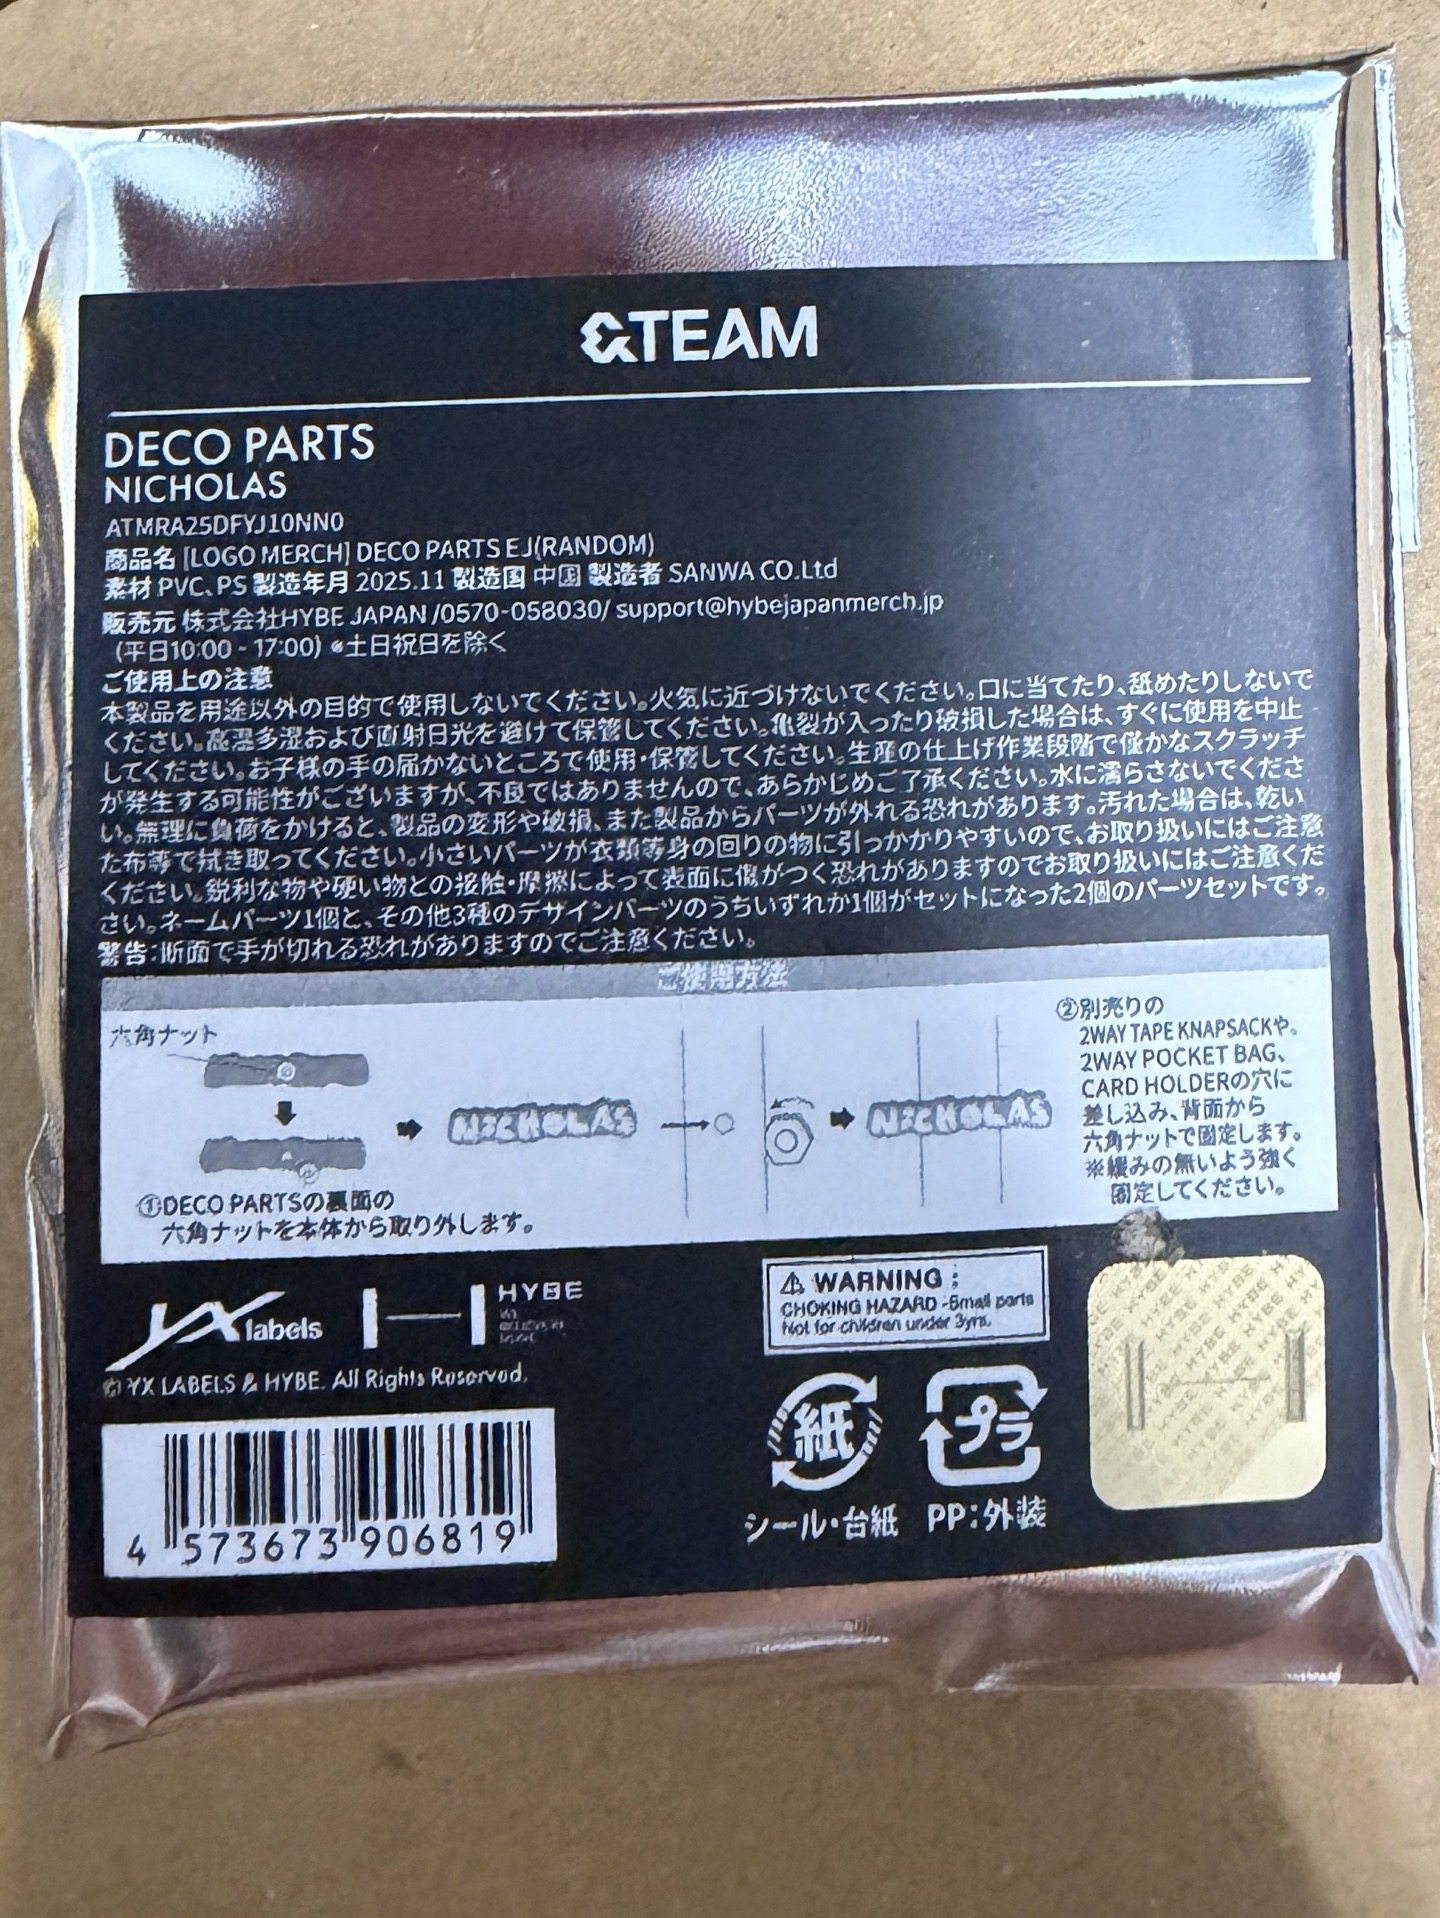 &TEAM
DECO PARTS
NICHOLAS
ATMRA25DFYJ10NN0
商品名 [LOGO MERCH] DECO PARTS EJ(RANDOM)
素材 PVC、PS 製造年月 2025.11 製造国 中国 製造者 SANWA CO.Ltd
販売元 株式会社HYBE JAPAN /0570-058030/ support@hybejapanmerch.jp
(平日10:00 - 17:00) ※土日祝日を除く
ご使用上の注意
本製品を用途以外の目的で使用しないでください。火気に近づけないでください。口に当てたり、舐めたりしないで
ください。高温多湿および直射日光を避けて保管してください。亀裂が入ったり破損した場合は、すぐに使用を中止
してください。お子様の手の届かないところで使用・保管してください。生産の仕上げ作業段階で僅かなスクラッチ
が発生する可能性がございますが、不良ではありませんので、あらかじめご了承ください。水に濡らさないでくださ
い。無理に負荷をかけると、製品の変形や破損、また製品からパーツが外れる恐れがあります。汚れた場合は、乾い
た布等で拭き取ってください。小さいパーツが衣類等身の回りの物に引っかかりやすいので、お取り扱いにはご注意
ください。鋭利な物や硬い物との接触・摩擦によって表面に傷がつく恐れがありますのでお取り扱いにはご注意くだ
さい。ネームパーツ1個と、その他3種のデザインパーツのうちいずれか1個がセットになった2個のパーツセットです。
警告：断面で手が切れる恐れがありますのでご注意ください。
ご使用方法
六角ナット
NICHOLAS
NICHOLAS
①DECO PARTSの裏面の
六角ナットを本体から取り外します。
②別売りの
2WAY TAPE KNAPSACKや、
2WAY POCKET BAG、
CARD HOLDERの穴に
差し込み、背面から
六角ナットで固定します。
※緩みの無いよう強く
固定してください。
YX labels
HYBE
© YX LABELS & HYBE. All Rights Reserved.
4 573673 906819
WARNING :
CHOKING HAZARD -Small parts
Not for children under 3yrs.
紙
プラ
シール・台紙
PP：外装
HYBE